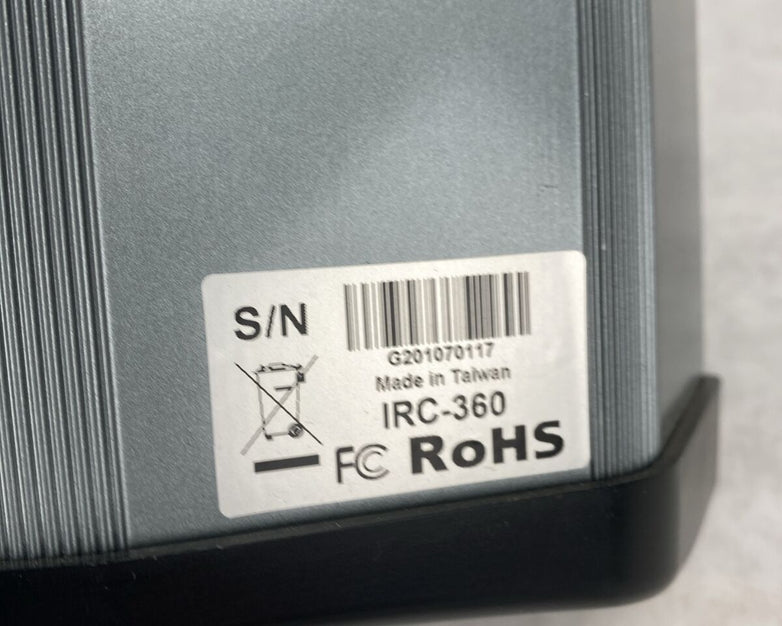 S/N
G201070117
Made in Taiwan
IRC-360
FC RoHS